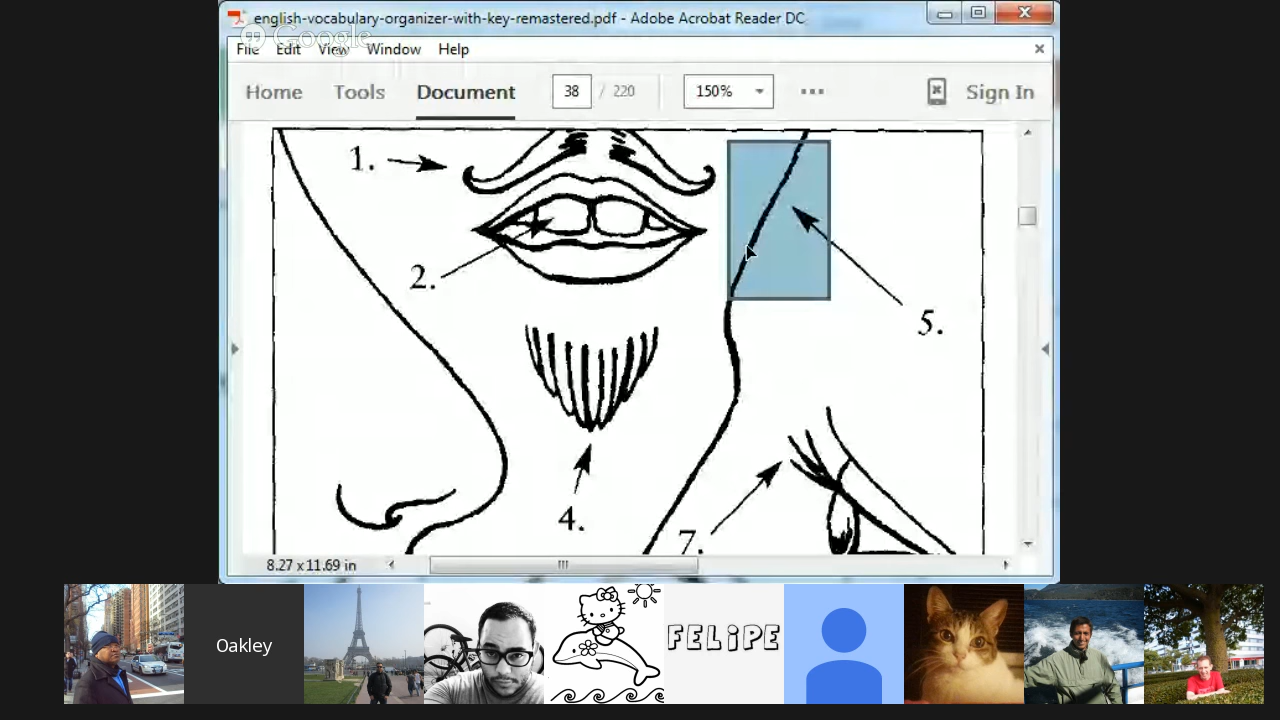 english-vocabulary-organizer-with-key-remastered.pdf - Adobe Acrobat Reader DC
Google
File Edit View Window Help
Home Tools Document 38 / 220 150% Sign In
1.
2.
5.
4.
7.
8.27 x 11.69 in
Oakley
FELIPE